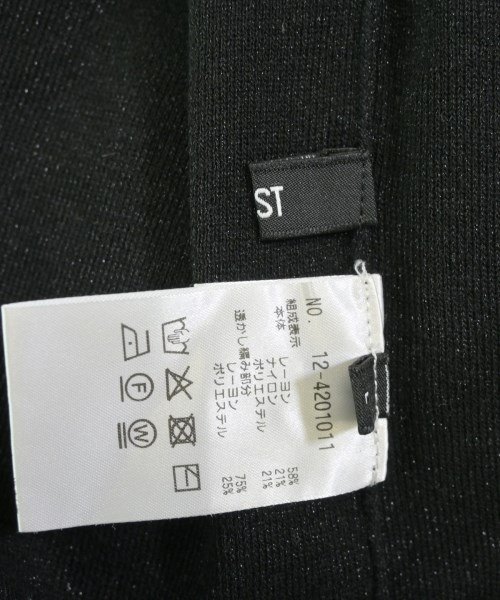 ST
NO. 12-4201011
組成表示
本体
レーヨン 58%
ナイロン 21%
ポリエステル 21%
透かし編み部分
レーヨン 75%
ポリエステル 25%
F
W